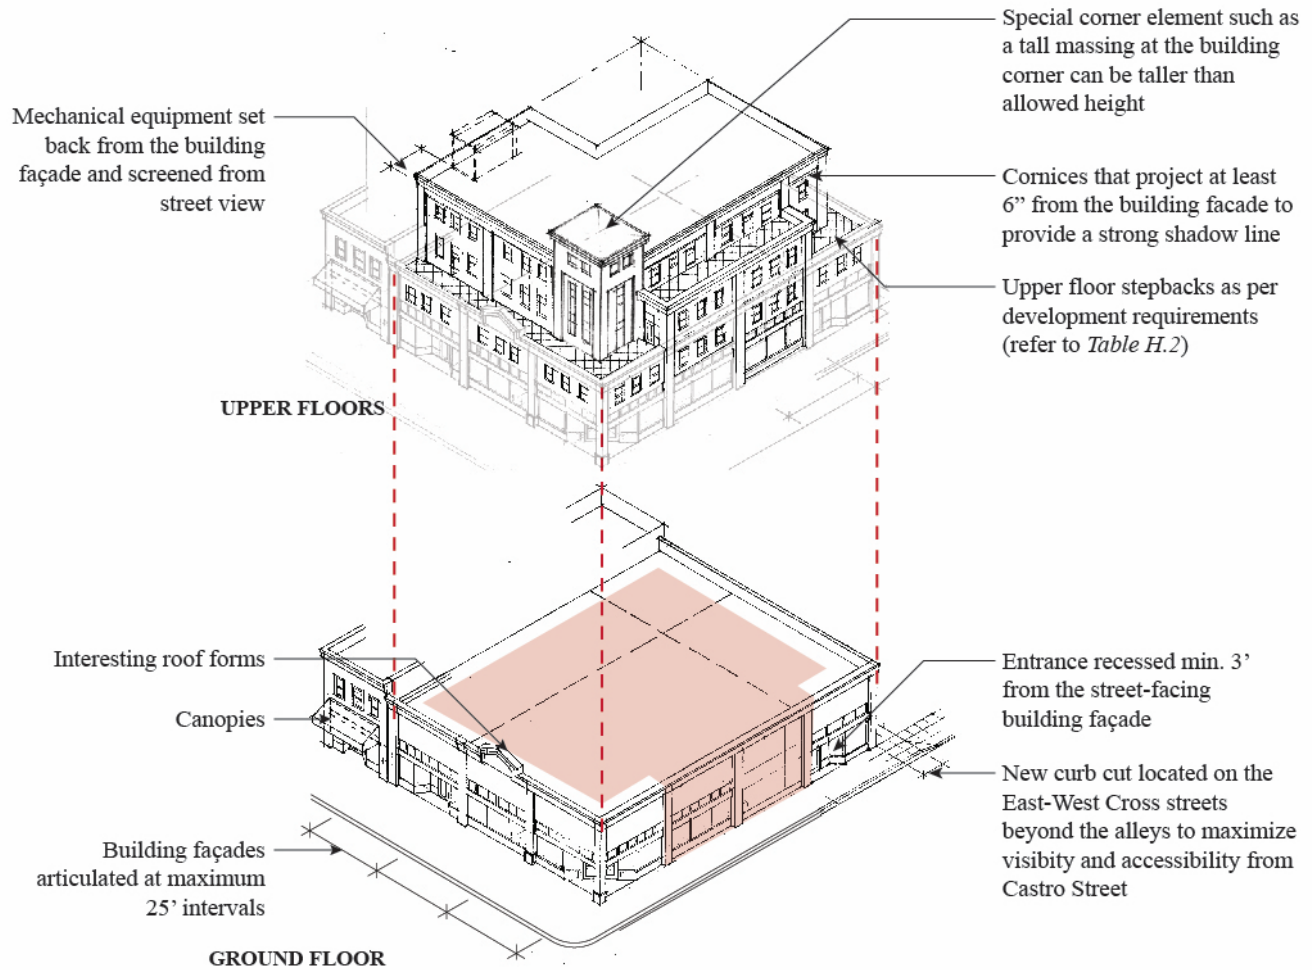 Special corner element such as
a tall massing at the building
corner can be taller than
allowed height
Mechanical equipment set
back from the building
façade and screened from
street view
Cornices that project at least
6” from the building facade to
provide a strong shadow line
Upper floor stepbacks as per
development requirements
(refer to Table H.2)
UPPER FLOORS
Interesting roof forms
Canopies
Building façades
articulated at maximum
25’ intervals
Entrance recessed min. 3’
from the street-facing
building façade
New curb cut located on the
East-West Cross streets
beyond the alleys to maximize
visibity and accessibility from
Castro Street
GROUND FLOOR